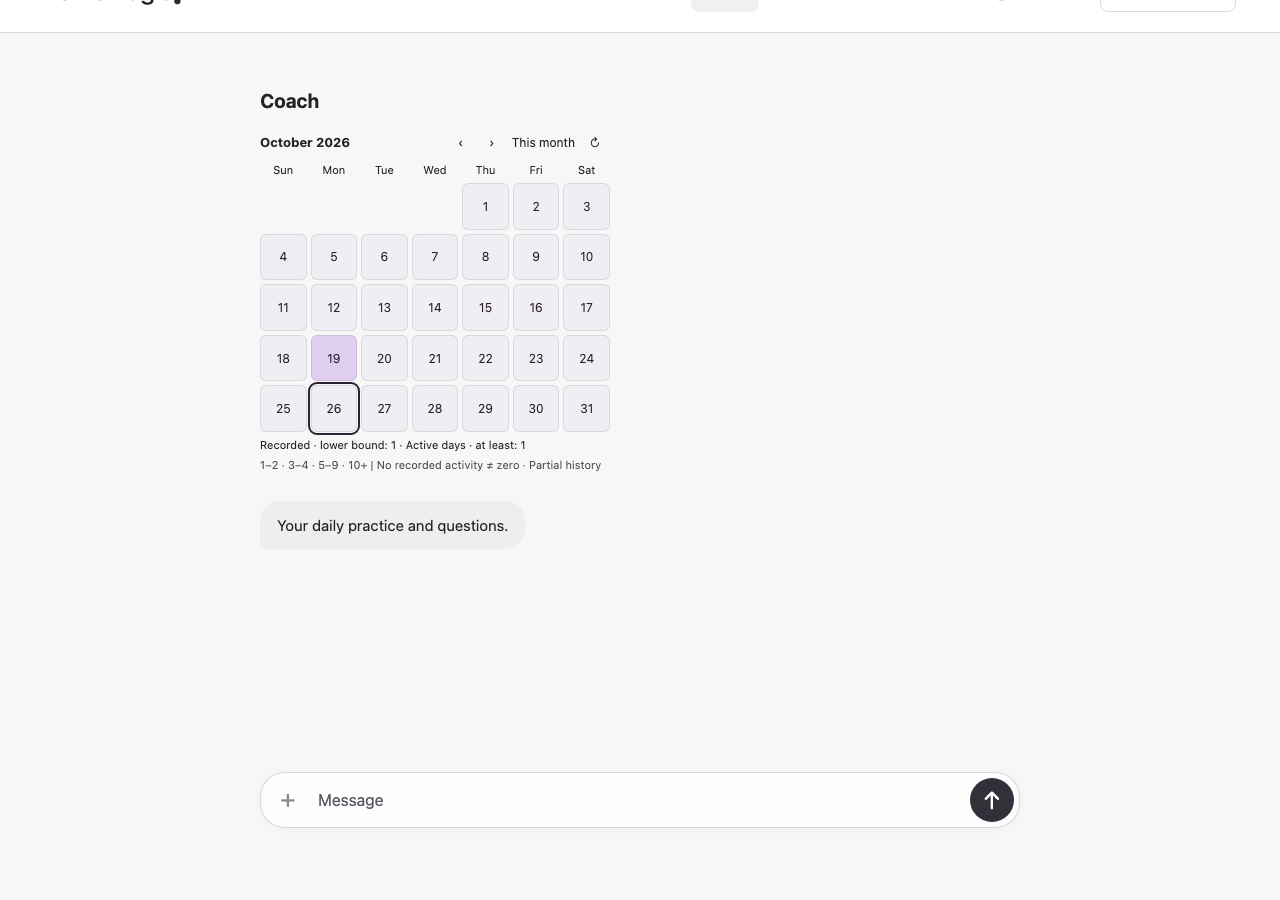 Coach
October 2026 ‹ › This month ↻
Sun Mon Tue Wed Thu Fri Sat
1 2 3
4 5 6 7 8 9 10
11 12 13 14 15 16 17
18 19 20 21 22 23 24
25 26 27 28 29 30 31
Recorded · lower bound: 1 · Active days · at least: 1
1–2 · 3–4 · 5–9 · 10+ | No recorded activity ≠ zero · Partial history
Your daily practice and questions.
Message